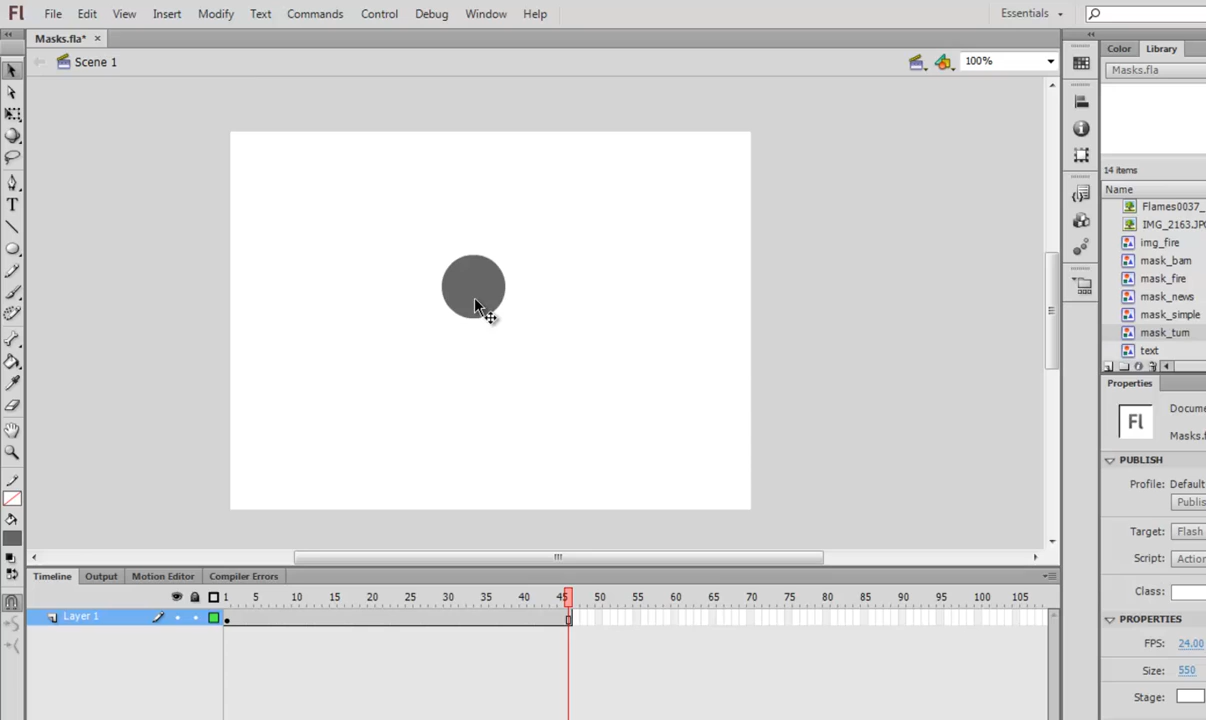 Fl File Edit View Insert Modify Text Commands Control Debug Window Help Essentials
Masks.fla* × Color Library
Scene 1 100% Masks.fla
14 items
Name
Flames0037_
IMG_2163.JPG
img_fire
mask_bam
mask_fire
mask_news
mask_simple
mask_tum
text
Properties
Fl Docume
Masks.f
PUBLISH
Profile: Default
Publis
Target: Flash
Script: Action
Class:
PROPERTIES
FPS: 24.00
Size: 550
Stage:
Timeline Output Motion Editor Compiler Errors
1 5 10 15 20 25 30 35 40 45 50 55 60 65 70 75 80 85 90 95 100 105
Layer 1